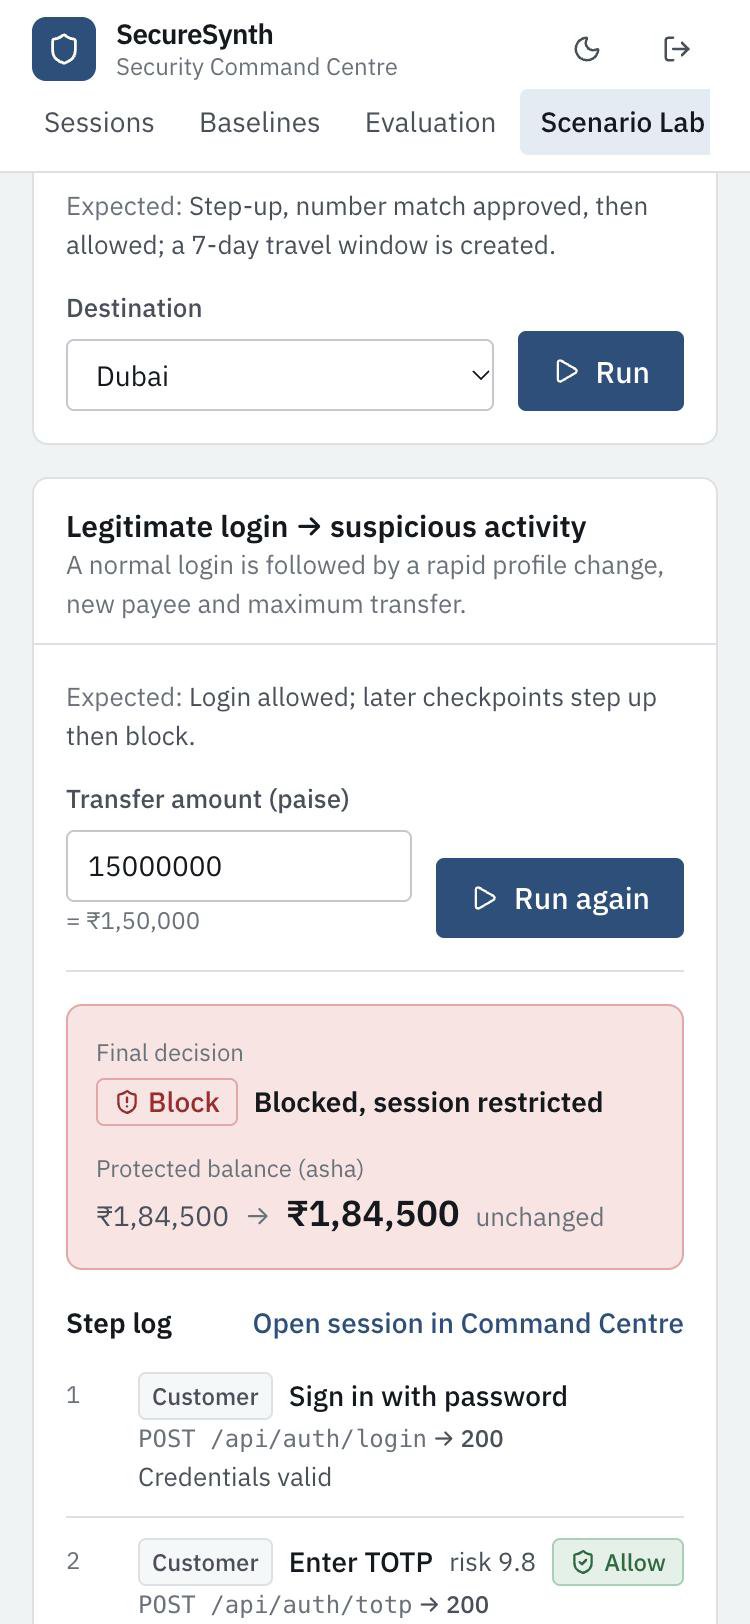 SecureSynth
Security Command Centre
Sessions Baselines Evaluation Scenario Lab
Expected: Step-up, number match approved, then
allowed; a 7-day travel window is created.
Destination
Dubai
Run
Legitimate login → suspicious activity
A normal login is followed by a rapid profile change,
new payee and maximum transfer.
Expected: Login allowed; later checkpoints step up
then block.
Transfer amount (paise)
15000000
Run again
= ₹1,50,000
Final decision
Block Blocked, session restricted
Protected balance (asha)
₹1,84,500 → ₹1,84,500 unchanged
Step log Open session in Command Centre
1 Customer Sign in with password
POST /api/auth/login → 200
Credentials valid
2 Customer Enter TOTP risk 9.8 Allow
POST /api/auth/totp → 200